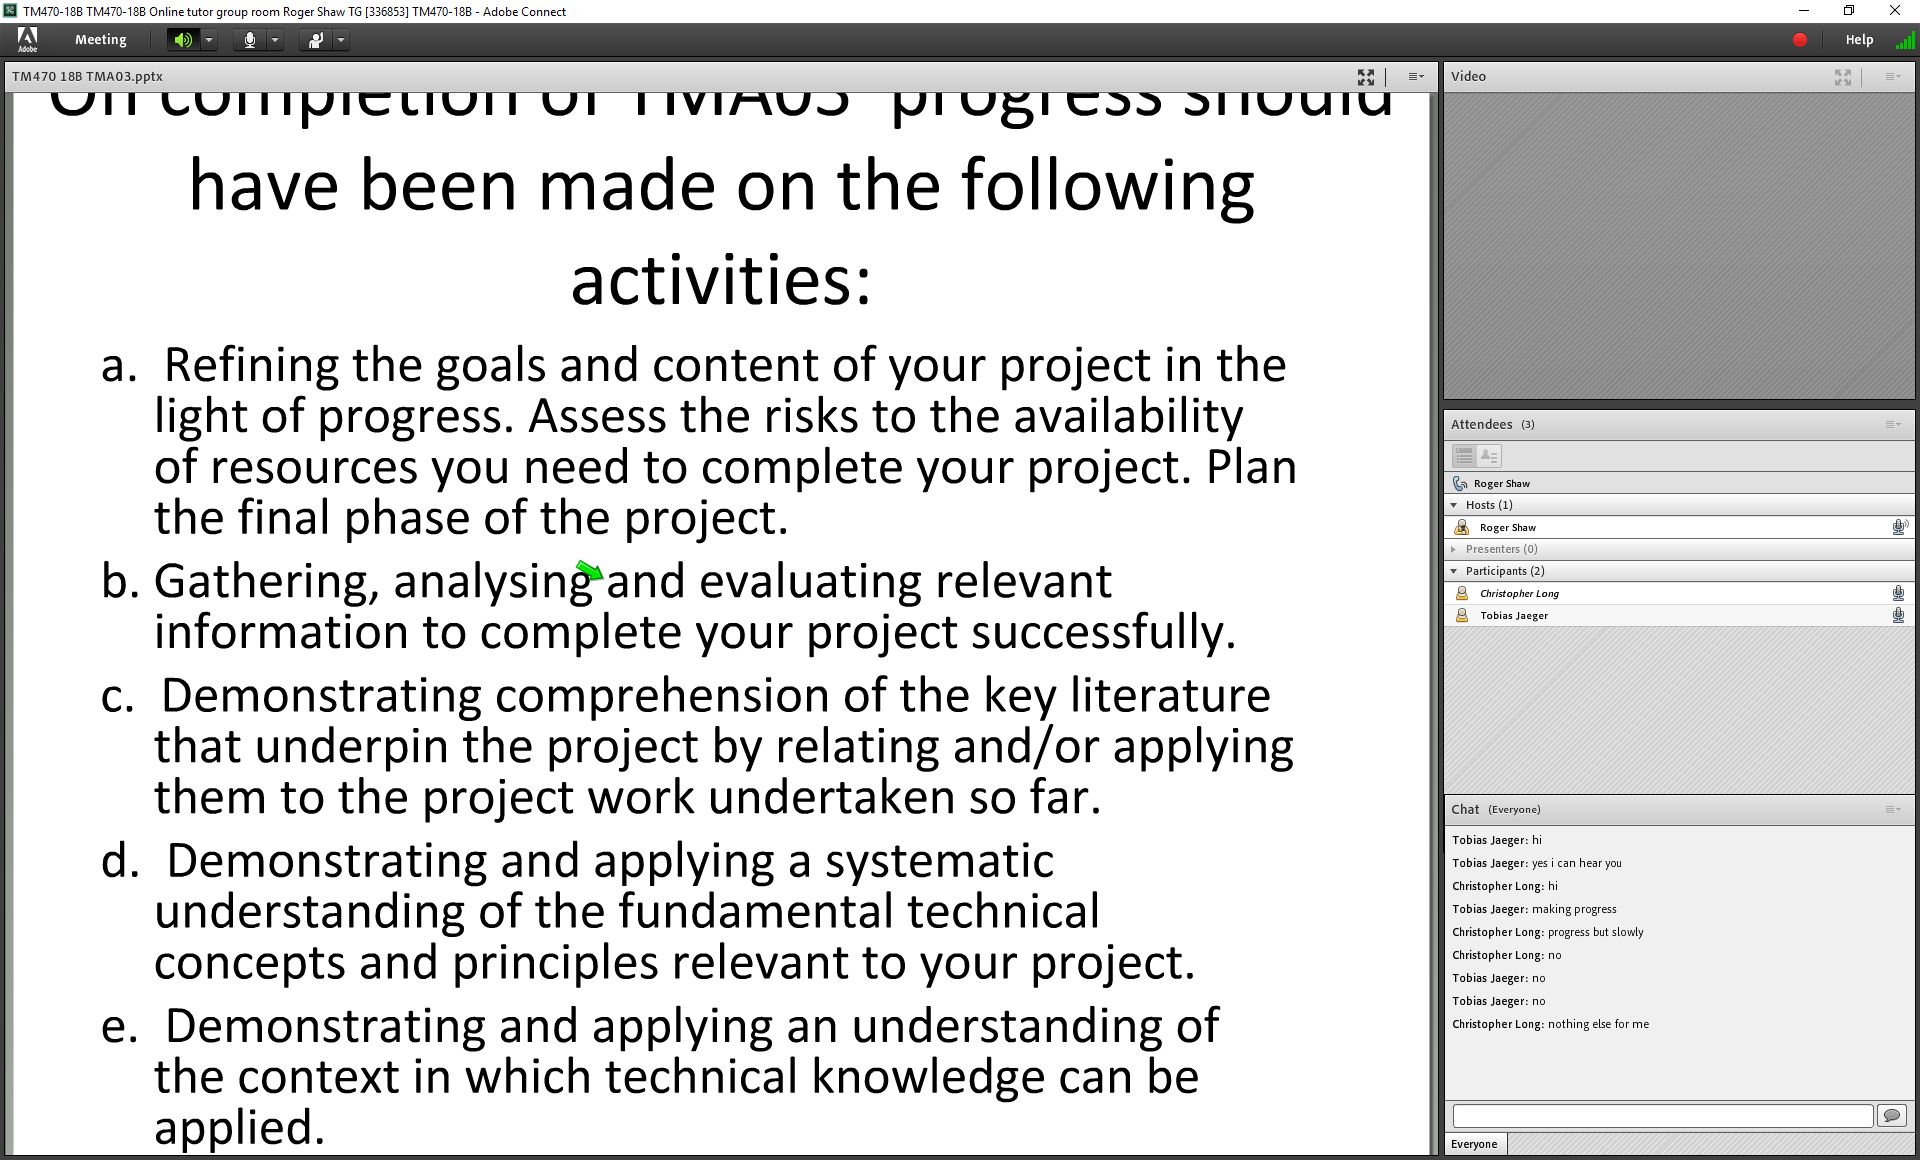 TM470-18B TM470-18B Online tutor group room Roger Shaw TG [336853] TM470-18B - Adobe Connect
Adobe
Meeting
Help
TM470 18B TMA03.pptx
On completion of TMA03 progress should
have been made on the following
activities:
a. Refining the goals and content of your project in the
light of progress. Assess the risks to the availability
of resources you need to complete your project. Plan
the final phase of the project.
b. Gathering, analysing and evaluating relevant
information to complete your project successfully.
c. Demonstrating comprehension of the key literature
that underpin the project by relating and/or applying
them to the project work undertaken so far.
d. Demonstrating and applying a systematic
understanding of the fundamental technical
concepts and principles relevant to your project.
e. Demonstrating and applying an understanding of
the context in which technical knowledge can be
applied.
Video
Attendees (3)
Roger Shaw
Hosts (1)
Roger Shaw
Presenters (0)
Participants (2)
Christopher Long
Tobias Jaeger
Chat (Everyone)
Tobias Jaeger: hi
Tobias Jaeger: yes i can hear you
Christopher Long: hi
Tobias Jaeger: making progress
Christopher Long: progress but slowly
Christopher Long: no
Tobias Jaeger: no
Tobias Jaeger: no
Christopher Long: nothing else for me
Everyone